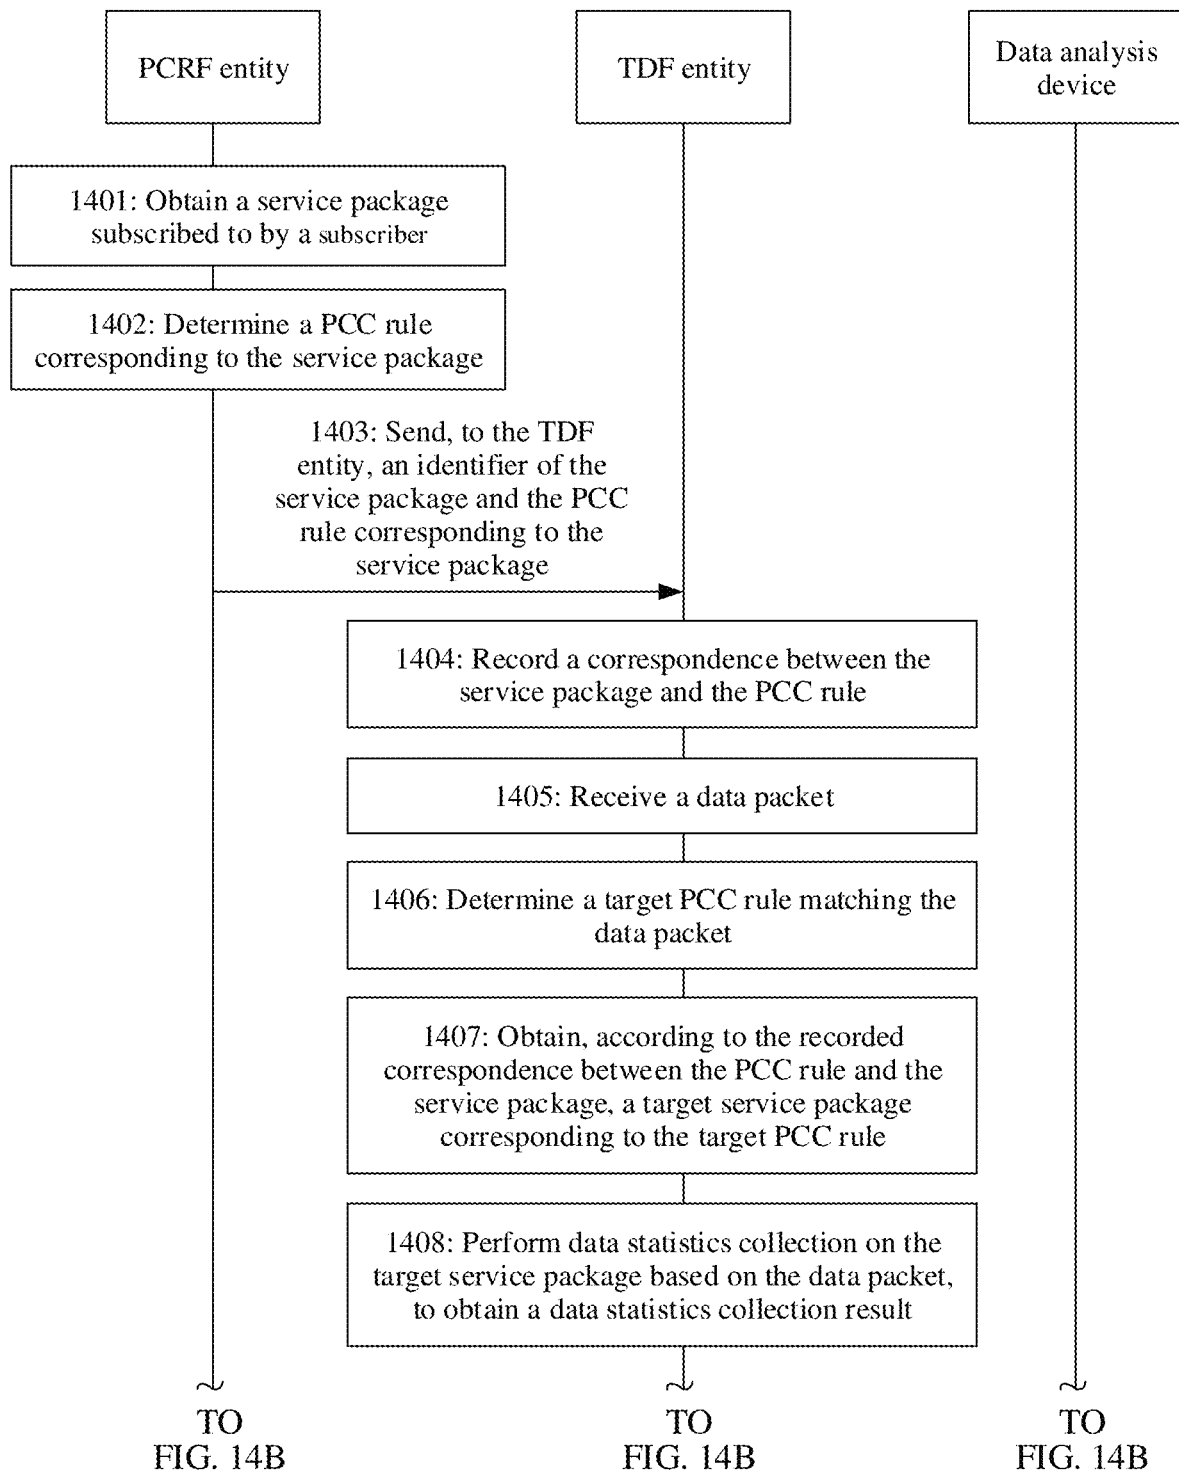 PCRF entity
TDF entity
Data analysis
device
1401: Obtain a service package
subscribed to by a subscriber
1402: Determine a PCC rule
corresponding to the service package
1403: Send, to the TDF
entity, an identifier of the
service package and the PCC
rule corresponding to the
service package
1404: Record a correspondence between the
service package and the PCC rule
1405: Receive a data packet
1406: Determine a target PCC rule matching the
data packet
1407: Obtain, according to the recorded
correspondence between the PCC rule and the
service package, a target service package
corresponding to the target PCC rule
1408: Perform data statistics collection on the
target service package based on the data packet,
to obtain a data statistics collection result
TO
FIG. 14B
TO
FIG. 14B
TO
FIG. 14B